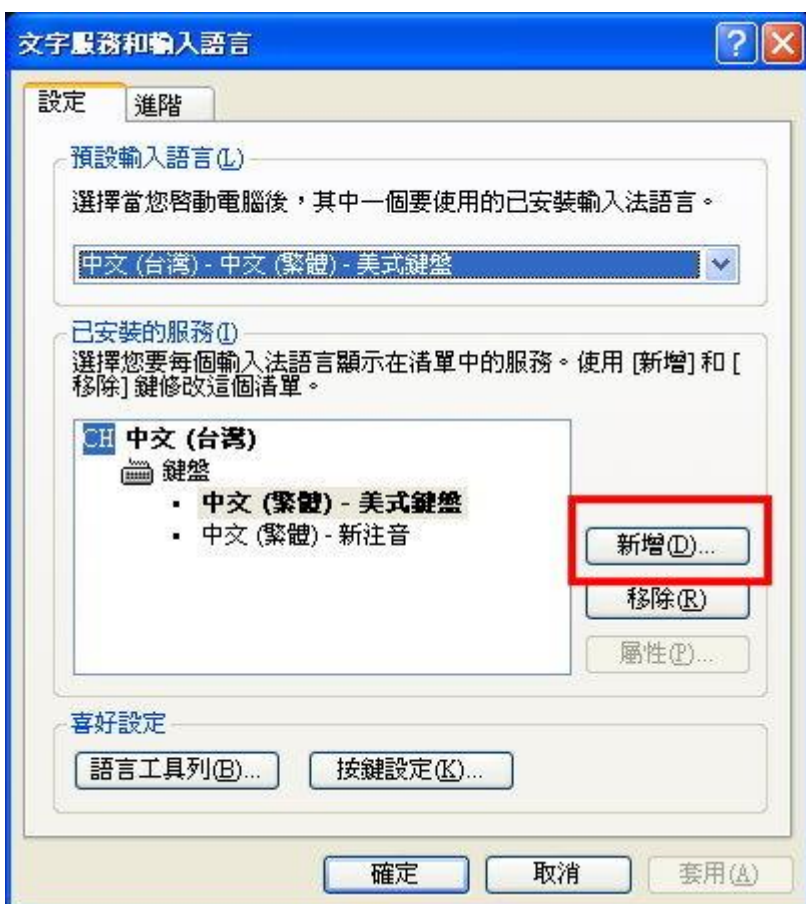 文字服務和輸入語言
設定 進階
預設輸入語言(L)
選擇當您啓動電腦後，其中一個要使用的已安裝輸入法語言。
中文 (台灣) - 中文 (繁體) - 美式鍵盤
已安裝的服務(I)
選擇您要每個輸入法語言顯示在清單中的服務。使用 [新增] 和 [
移除] 鍵修改這個清單。
CH 中文 (台灣)
鍵盤
中文 (繁體) - 美式鍵盤
中文 (繁體) - 新注音
新增(D)...
移除(R)
屬性(P)...
喜好設定
語言工具列(B)... 按鍵設定(K)...
確定 取消 套用(A)